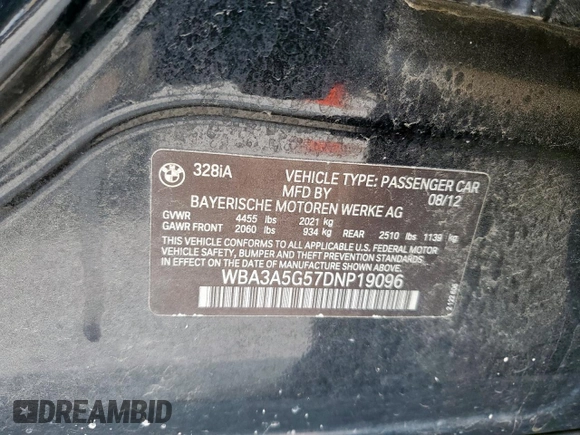 328iA
VEHICLE TYPE: PASSENGER CAR
MFD BY 08/12
BAYERISCHE MOTOREN WERKE AG
GVWR 4455 lbs 2021 kg
GAWR FRONT 2060 lbs 934 kg REAR 2510 lbs 1139 kg
THIS VEHICLE CONFORMS TO ALL APPLICABLE U.S. FEDERAL MOTOR
VEHICLE SAFETY, BUMPER AND THEFT PREVENTION STANDARDS
IN EFFECT ON THE DATE OF MANUFACTURE SHOWN ABOVE.
WBA3A5G57DNP19096
DREAMBID